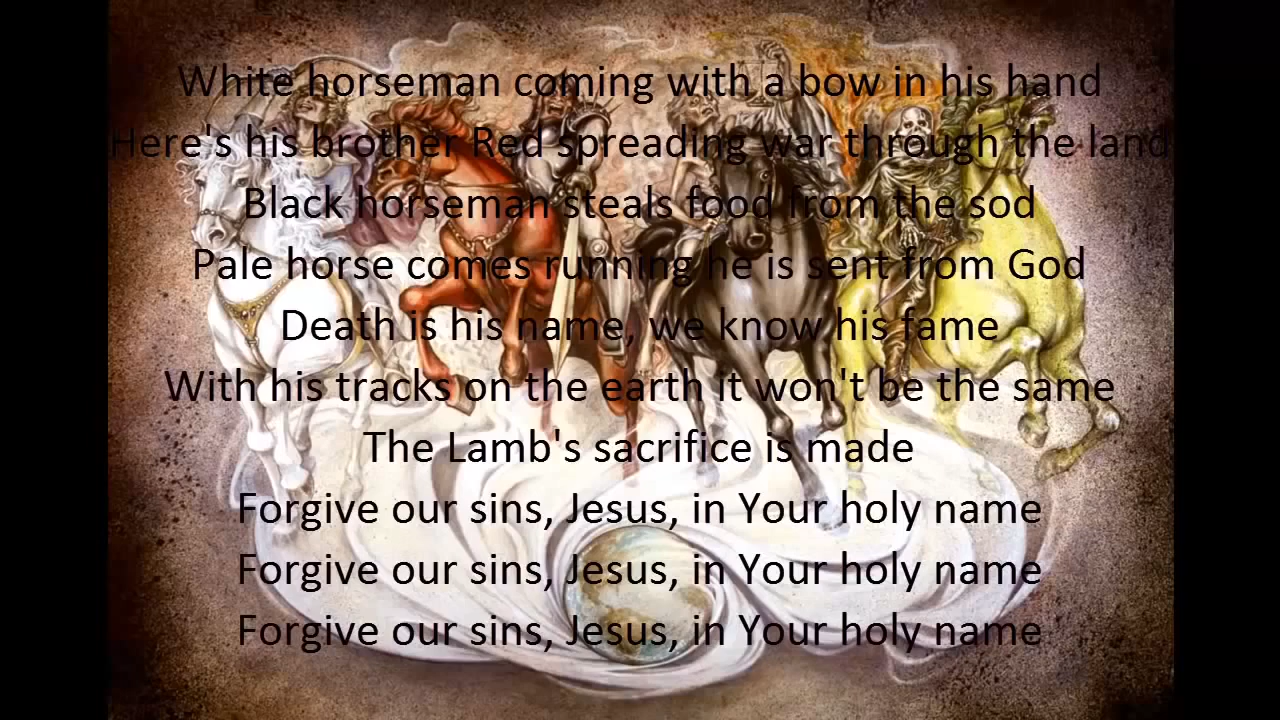 White horseman coming with a bow in his hand
Here's his brother Red spreading war through the land
Black horseman steals food from the sod
Pale horse comes running he is sent from God
Death is his name, we know his fame
With his tracks on the earth it won't be the same
The Lamb's sacrifice is made
Forgive our sins, Jesus, in Your holy name
Forgive our sins, Jesus, in Your holy name
Forgive our sins, Jesus, in Your holy name